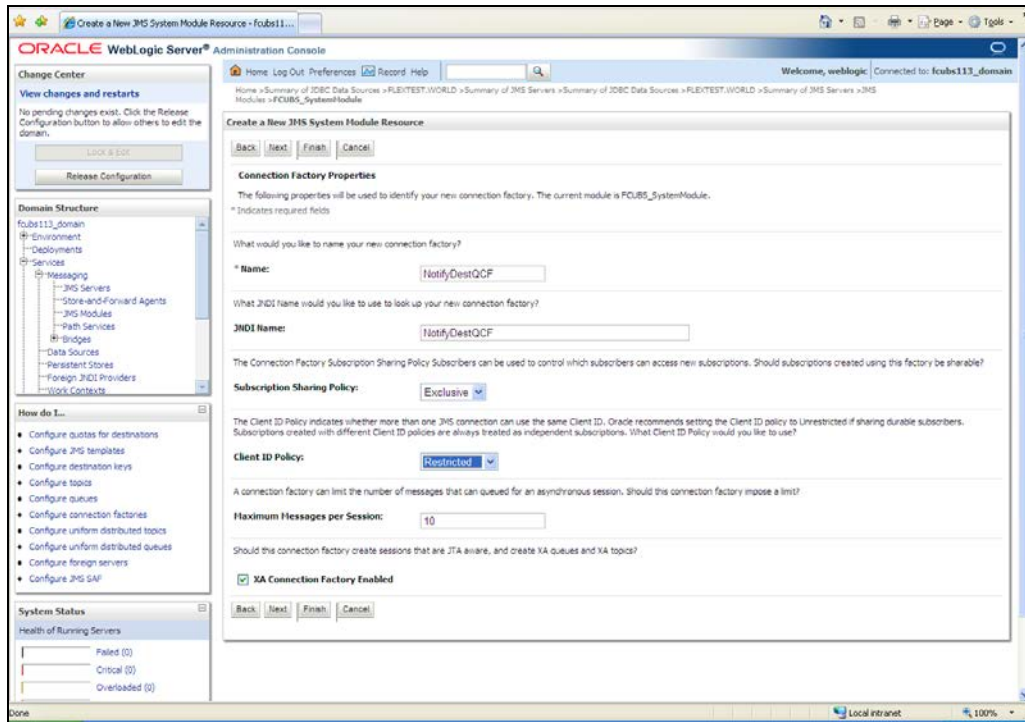 Create a New JMS System Module Resource - fcubs11...
Page
Tools
ORACLE WebLogic Server® Administration Console
Change Center
View changes and restarts
No pending changes exist. Click the Release
Configuration button to allow others to edit the
domain.
Lock & Edit
Release Configuration
Domain Structure
fcubs113_domain
Environment
Deployments
Services
Messaging
JMS Servers
Store-and-Forward Agents
JMS Modules
Path Services
Bridges
Data Sources
Persistent Stores
Foreign JNDI Providers
Work Contexts
How do I...
Configure quotas for destinations
Configure JMS templates
Configure destination keys
Configure topics
Configure queues
Configure connection factories
Configure uniform distributed topics
Configure uniform distributed queues
Configure foreign servers
Configure JMS SAF
System Status
Health of Running Servers
Failed (0)
Critical (0)
Overloaded (0)
Home Log Out Preferences Record Help
Welcome, weblogic Connected to: fcubs113_domain
Home >Summary of JDBC Data Sources >FLEXTEST.WORLD >Summary of JMS Servers >Summary of JDBC Data Sources >FLEXTEST.WORLD >Summary of JMS Servers >JMS
Modules >FCUBS_SystemModule
Create a New JMS System Module Resource
Back Next Finish Cancel
Connection Factory Properties
The following properties will be used to identify your new connection factory. The current module is FCUBS_SystemModule.
* Indicates required fields
What would you like to name your new connection factory?
* Name: NotifyDestQCF
What JNDI Name would you like to use to look up your new connection factory?
JNDI Name: NotifyDestQCF
The Connection Factory Subscription Sharing Policy Subscribers can be used to control which subscribers can access new subscriptions. Should subscriptions created using this factory be sharable?
Subscription Sharing Policy: Exclusive
The Client ID Policy indicates whether more than one JMS connection can use the same Client ID. Oracle recommends setting the Client ID policy to Unrestricted if sharing durable subscribers.
Subscriptions created with different Client ID policies are always treated as independent subscriptions. What Client ID Policy would you like to use?
Client ID Policy: Restricted
A connection factory can limit the number of messages that can queued for an asynchronous session. Should this connection factory impose a limit?
Maximum Messages per Session: 10
Should this connection factory create sessions that are JTA aware, and create XA queues and XA topics?
XA Connection Factory Enabled
Back Next Finish Cancel
Done
Local intranet
100%